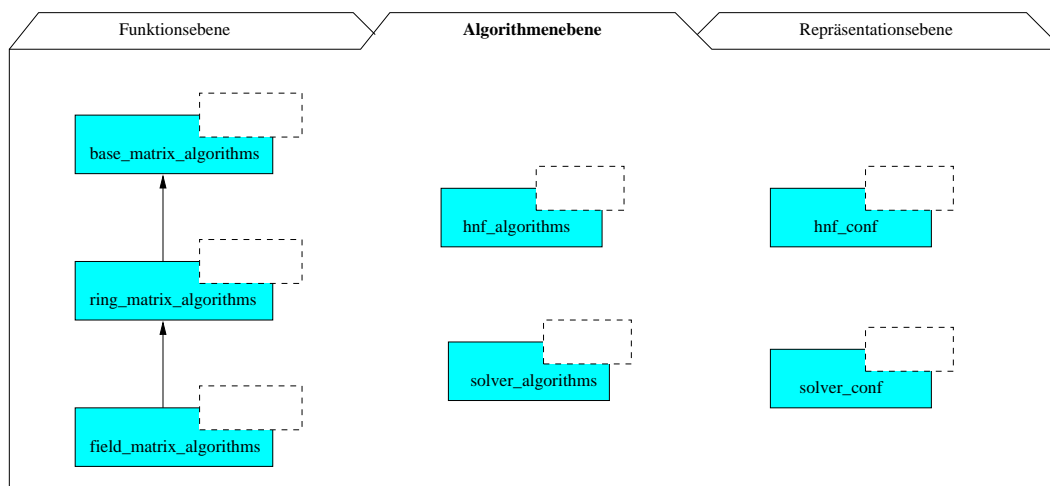 Funktionsebene
Algorithmenebene
Repräsentationsebene
base_matrix_algorithms
hnf_algorithms
hnf_conf
ring_matrix_algorithms
solver_algorithms
solver_conf
field_matrix_algorithms